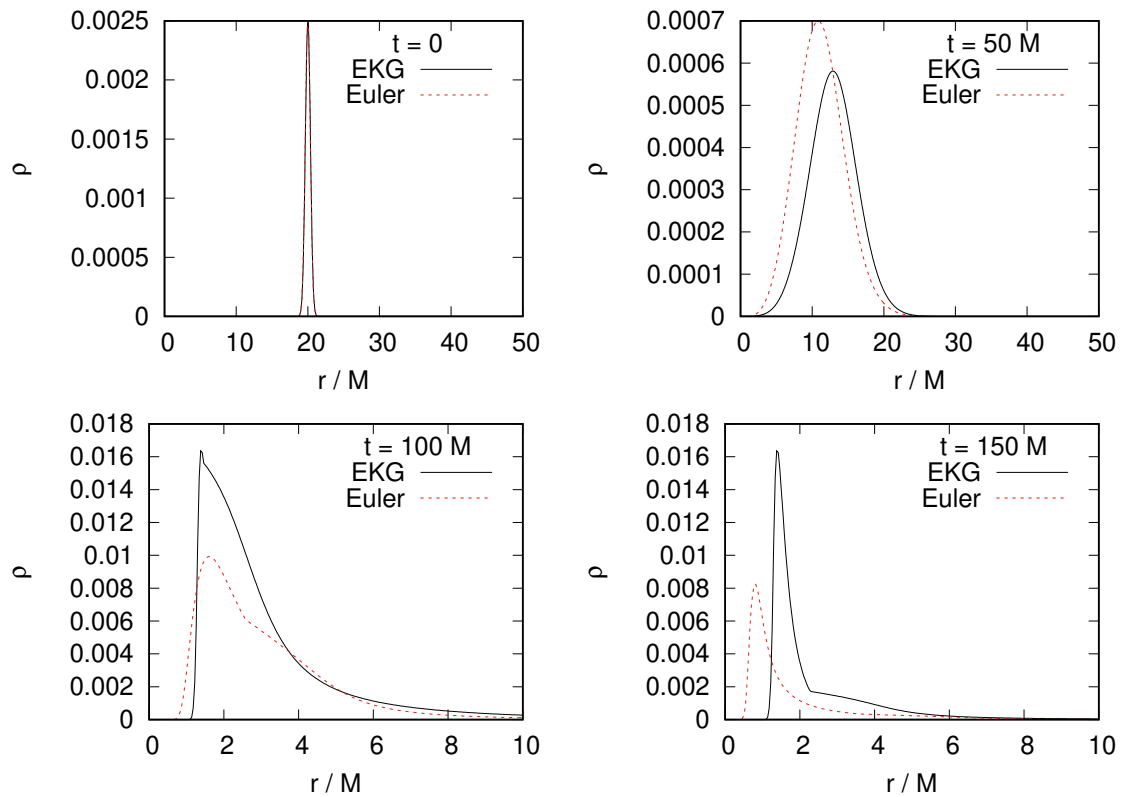 0.0025
0.002
0.0015
0.001
0.0005
0
ρ
t = 0
EKG
Euler
0 10 20 30 40 50
r / M
0.0007
0.0006
0.0005
0.0004
0.0003
0.0002
0.0001
0
ρ
t = 50 M
EKG
Euler
0 10 20 30 40 50
r / M
0.018
0.016
0.014
0.012
0.01
0.008
0.006
0.004
0.002
0
ρ
t = 100 M
EKG
Euler
0 2 4 6 8 10
r / M
0.018
0.016
0.014
0.012
0.01
0.008
0.006
0.004
0.002
0
ρ
t = 150 M
EKG
Euler
0 2 4 6 8 10
r / M